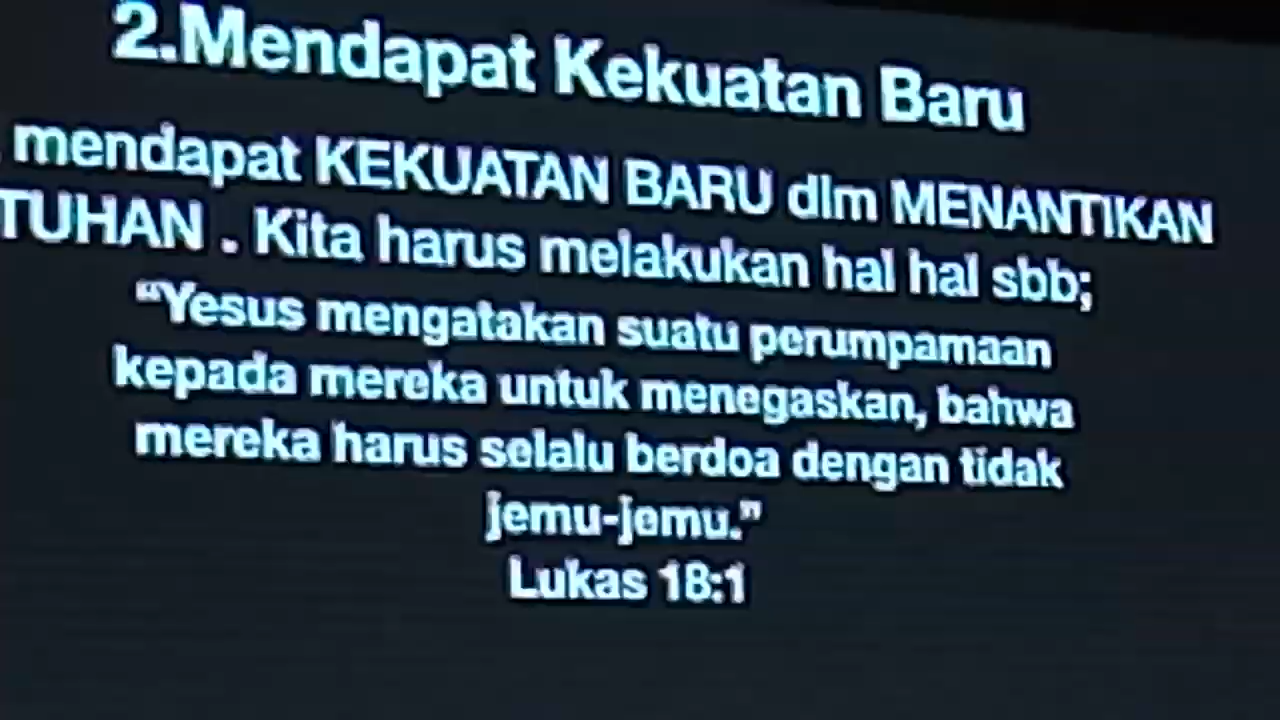 2.Mendapat Kekuatan Baru
mendapat KEKUATAN BARU dlm MENANTIKAN
TUHAN . Kita harus melakukan hal hal sbb;
“Yesus mengatakan suatu perumpamaan
kepada mereka untuk menegaskan, bahwa
mereka harus selalu berdoa dengan tidak
jemu-jemu.”
Lukas 18:1